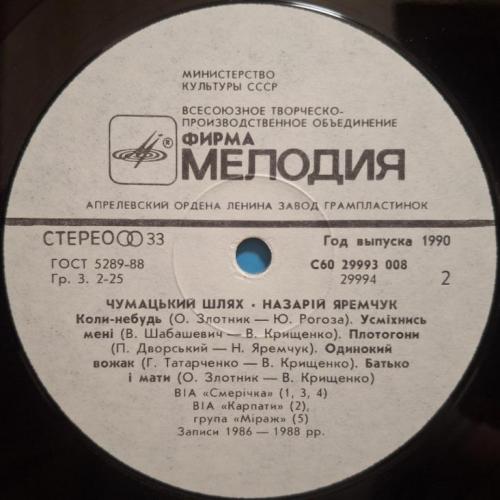 МИНИСТЕРСТВО
КУЛЬТУРЫ СССР
ВСЕСОЮЗНОЕ ТВОРЧЕСКО-
ПРОИЗВОДСТВЕННОЕ ОБЪЕДИНЕНИЕ
®
ФИРМА
МЕЛОДИЯ
АПРЕЛЕВСКИЙ ОРДЕНА ЛЕНИНА ЗАВОД ГРАМПЛАСТИНОК
СТЕРЕО 33
Год выпуска 1990
ГОСТ 5289-88
С60 29993 008
Гр. 3. 2-25
29994
2
ЧУМАЦЬКИЙ ШЛЯХ · НАЗАРІЙ ЯРЕМЧУК
Коли-небудь (О. Злотник — Ю. Рогоза). Усміхнись
мені (В. Шабашевич — В. Крищенко). Плотогони
(П. Дворський — Н. Яремчук). Одинокий
вожак (Г. Татарченко — В. Крищенко). Батько
і мати (О. Злотник — В. Крищенко)
ВІА «Смерічка» (1, 3, 4)
ВІА «Карпати» (2),
група «Міраж» (5)
Записи 1986 — 1988 рр.